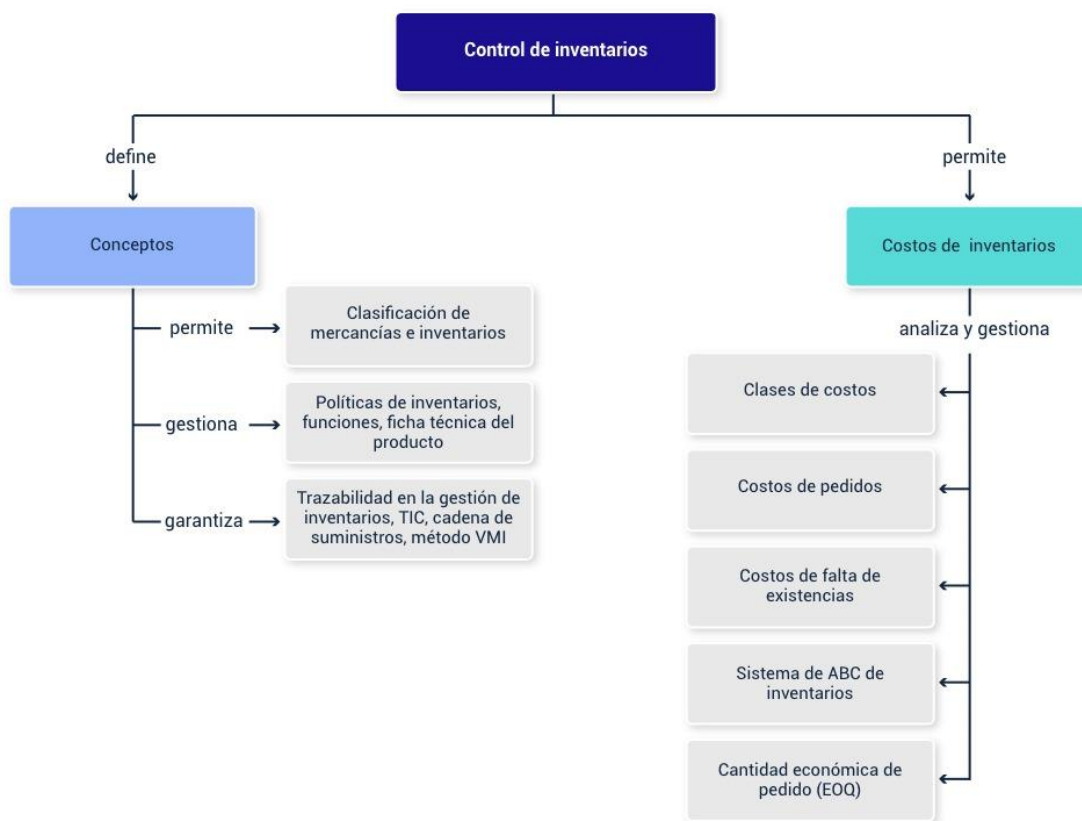 Control de inventarios
define
permite
Conceptos
Costos de inventarios
permite
Clasificación de
mercancías e inventarios
gestiona
Políticas de inventarios,
funciones, ficha técnica del
producto
garantiza
Trazabilidad en la gestión de
inventarios, TIC, cadena de
suministros, método VMI
analiza y gestiona
Clases de costos
Costos de pedidos
Costos de falta de
existencias
Sistema de ABC de
inventarios
Cantidad económica de
pedido (EOQ)